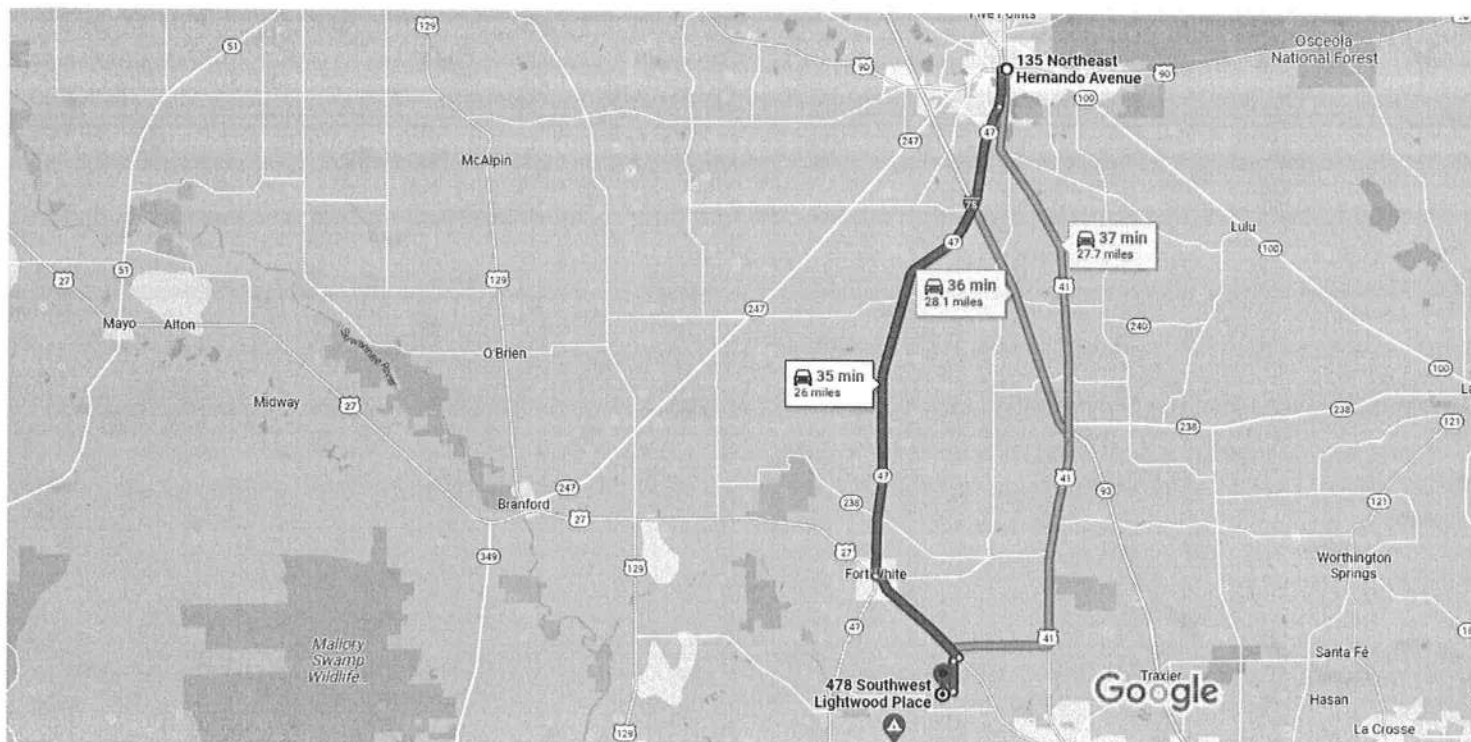 Five Points
129
51
90
Osceola
National Forest
135 Northeast
Hernando Avenue
90
100
47
247
McAlpin
75
47
Lulu
100
37 min
27.7 miles
36 min
28.1 miles
41
51
27
129
247
240
Mayo
Alton
Suwannee
River
O'Brien
35 min
26 miles
100
Midway
27
238
238
121
47
41
93
247
Branford
27
238
121
349
27
129
Fort White
Worthington
Springs
47
41
Mallory
Swamp
Wildlife...
478 Southwest
Lightwood Place
Santa Fé
Traxler
Google
Hasan
41
129
La Crosse